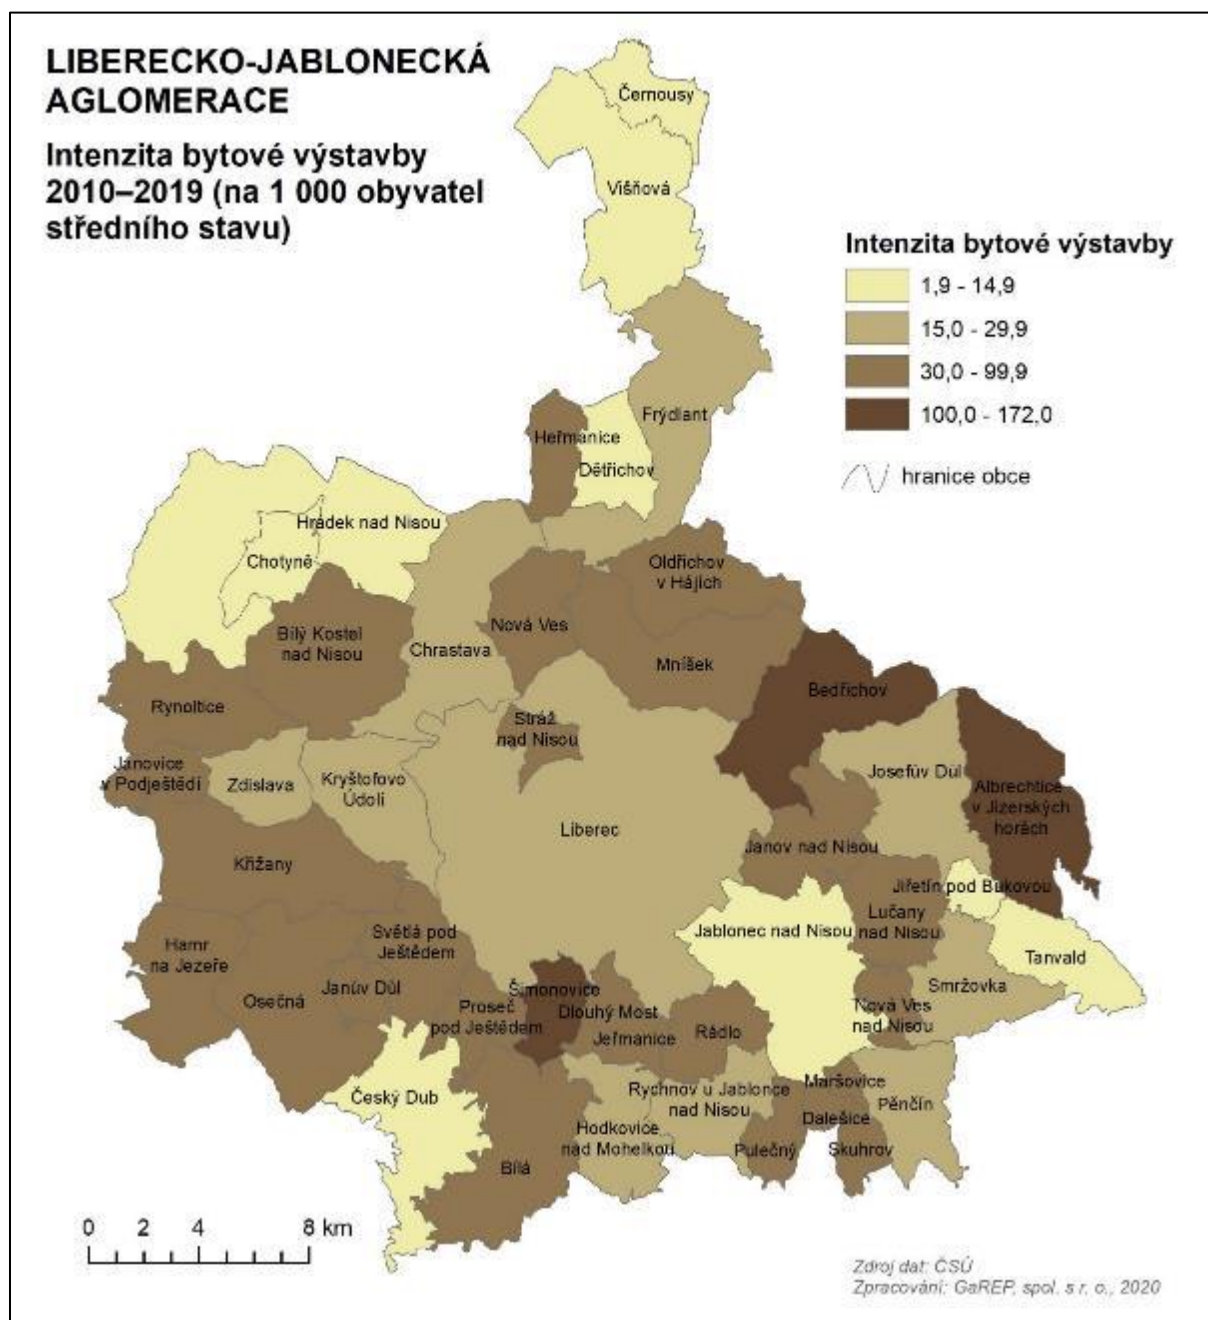 LIBERECKO-JABLONECKÁ
AGLOMERACE
Intenzita bytové výstavby
2010–2019 (na 1 000 obyvatel
středního stavu)
Černousy
Višňová
Intenzita bytové výstavby
1,9 - 14,9
15,0 - 29,9
30,0 - 99,9
100,0 - 172,0
hranice obce
Frýdlant
Heřmanice
Dětřichov
Hrádek nad Nisou
Chotyně
Oldřichov
v Hájích
Bílý Kostel
nad Nisou
Nová Ves
Chrastava
Mníšek
Bedřichov
Rynoltice
Stráž
nad Nisou
Janovice
v Podještědí
Zdislava
Kryštofovo
Údolí
Josefův Důl
Albrechtice
v Jizerských
horách
Liberec
Janov nad Nisou
Křižany
Jiřetín pod Bukovou
Lučany
nad Nisou
Jablonec nad Nisou
Světlá pod
Ještědem
Hamr
na Jezeře
Tanvald
Smržovka
Janův Důl
Osečná
Šimonovice
Proseč
pod Ještědem
Dlouhý Most
Jeřmanice
Rádlo
Nová Ves
nad Nisou
Maršovice
Rychnov u Jablonce
nad Nisou
Český Dub
Pěnčín
Dalešice
Hodkovice
nad Mohelkou
Pulečný
Skuhrov
Bílá
0 2 4 8 km
Zdroj dat: ČSÚ
Zpracování: GaREP, spol. s r. o., 2020